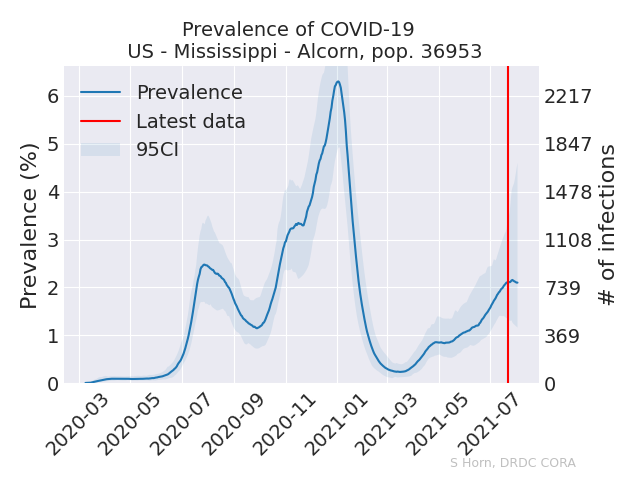 Prevalence of COVID-19
US - Mississippi - Alcorn, pop. 36953
Prevalence
Latest data
95CI
Prevalence (%)
6
5
4
3
2
1
0
2217
1847
1478
1108
739
369
0
# of infections
2020-03
2020-05
2020-07
2020-09
2020-11
2021-01
2021-03
2021-05
2021-07
S Horn, DRDC CORA